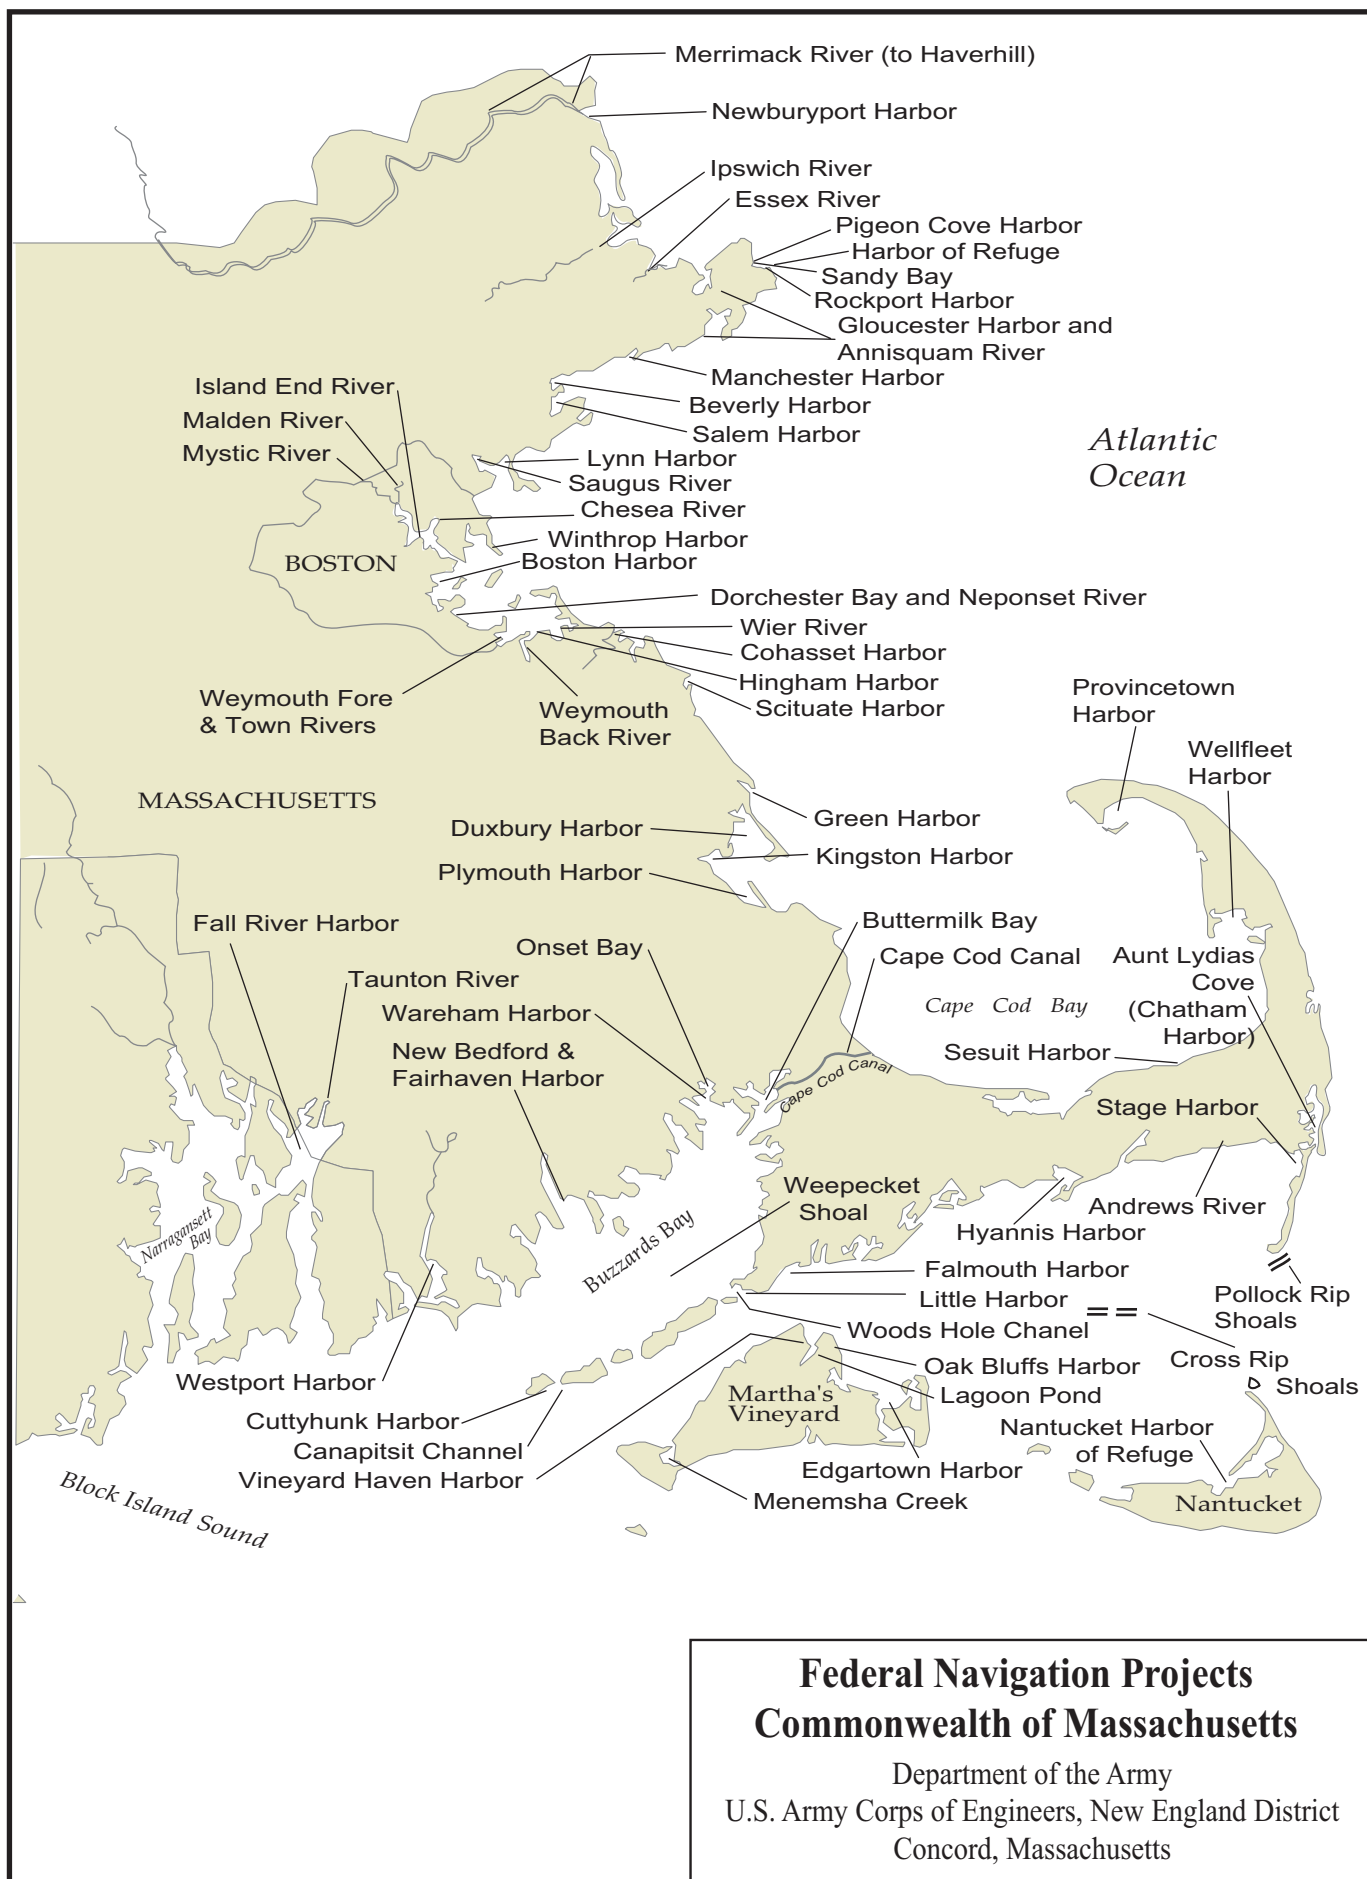 Merrimack River (to Haverhill)
Newburyport Harbor
Ipswich River
Essex River
Pigeon Cove Harbor
Harbor of Refuge
Sandy Bay
Rockport Harbor
Gloucester Harbor and
Annisquam River
Manchester Harbor
Island End River
Beverly Harbor
Malden River
Salem Harbor
Mystic River
Atlantic
Ocean
Lynn Harbor
Saugus River
Chesea River
Winthrop Harbor
BOSTON
Boston Harbor
Dorchester Bay and Neponset River
Wier River
Cohasset Harbor
Hingham Harbor
Scituate Harbor
Weymouth Fore
& Town Rivers
Weymouth
Back River
Provincetown
Harbor
Wellfleet
Harbor
MASSACHUSETTS
Green Harbor
Duxbury Harbor
Kingston Harbor
Plymouth Harbor
Fall River Harbor
Buttermilk Bay
Onset Bay
Cape Cod Canal
Aunt Lydias
Cove
(Chatham
Harbor)
Taunton River
Cape Cod Bay
Wareham Harbor
New Bedford &
Fairhaven Harbor
Sesuit Harbor
Cape Cod Canal
Stage Harbor
Weepecket
Shoal
Andrews River
Hyannis Harbor
Narragansett
Bay
Buzzards Bay
Falmouth Harbor
Little Harbor
Pollock Rip
Shoals
Woods Hole Chanel
Cross Rip
Shoals
Oak Bluffs Harbor
Lagoon Pond
Westport Harbor
Martha's
Vineyard
Cuttyhunk Harbor
Canapitsit Channel
Vineyard Haven Harbor
Nantucket Harbor
of Refuge
Edgartown Harbor
Menemsha Creek
Nantucket
Block Island Sound
Federal Navigation Projects
Commonwealth of Massachusetts
Department of the Army
U.S. Army Corps of Engineers, New England District
Concord, Massachusetts